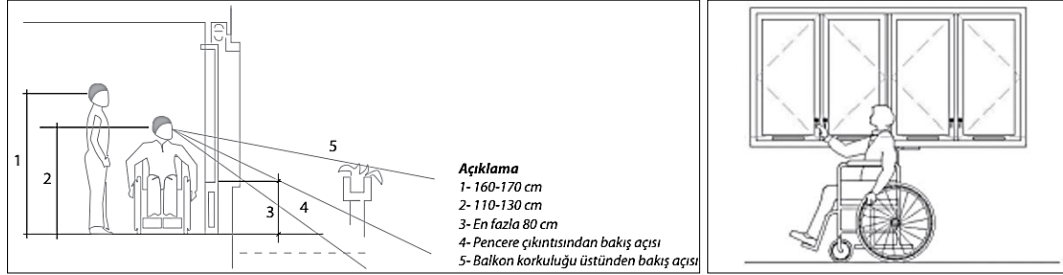 1
2
3
4
5
Açıklama
1- 160-170 cm
2- 110-130 cm
3- En fazla 80 cm
4- Pencere çıkıntısından bakış açısı
5- Balkon korkuluğu üstünden bakış açısı